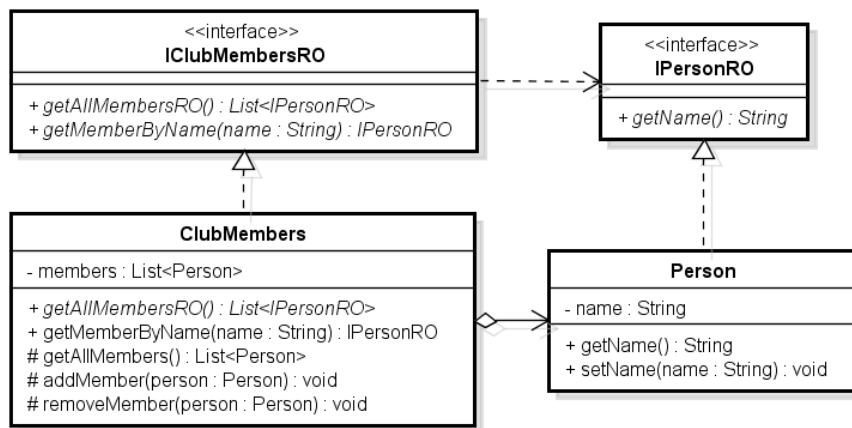 <<interface>>
IClubMembersRO
+ getAllMembersRO() : List<IPersonRO>
+ getMemberByName(name : String) : IPersonRO
<<interface>>
IPersonRO
+ getName() : String
ClubMembers
- members : List<Person>
+ getAllMembersRO() : List<IPersonRO>
+ getMemberByName(name : String) : IPersonRO
# getAllMembers() : List<Person>
# addMember(person : Person) : void
# removeMember(person : Person) : void
Person
- name : String
+ getName() : String
+ setName(name : String) : void